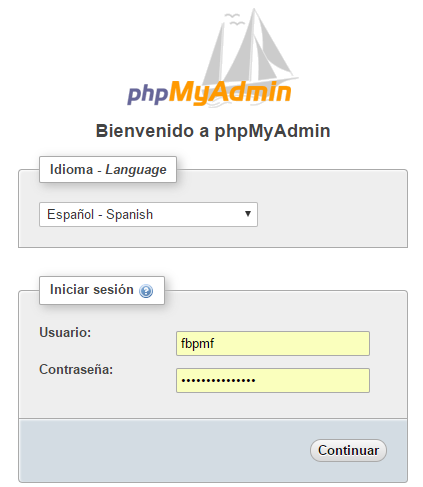 phpMyAdmin
Bienvenido a phpMyAdmin
Idioma - Language
Español - Spanish
Iniciar sesión
Usuario:
fbpmf
Contraseña:
•••••••••••••••
Continuar